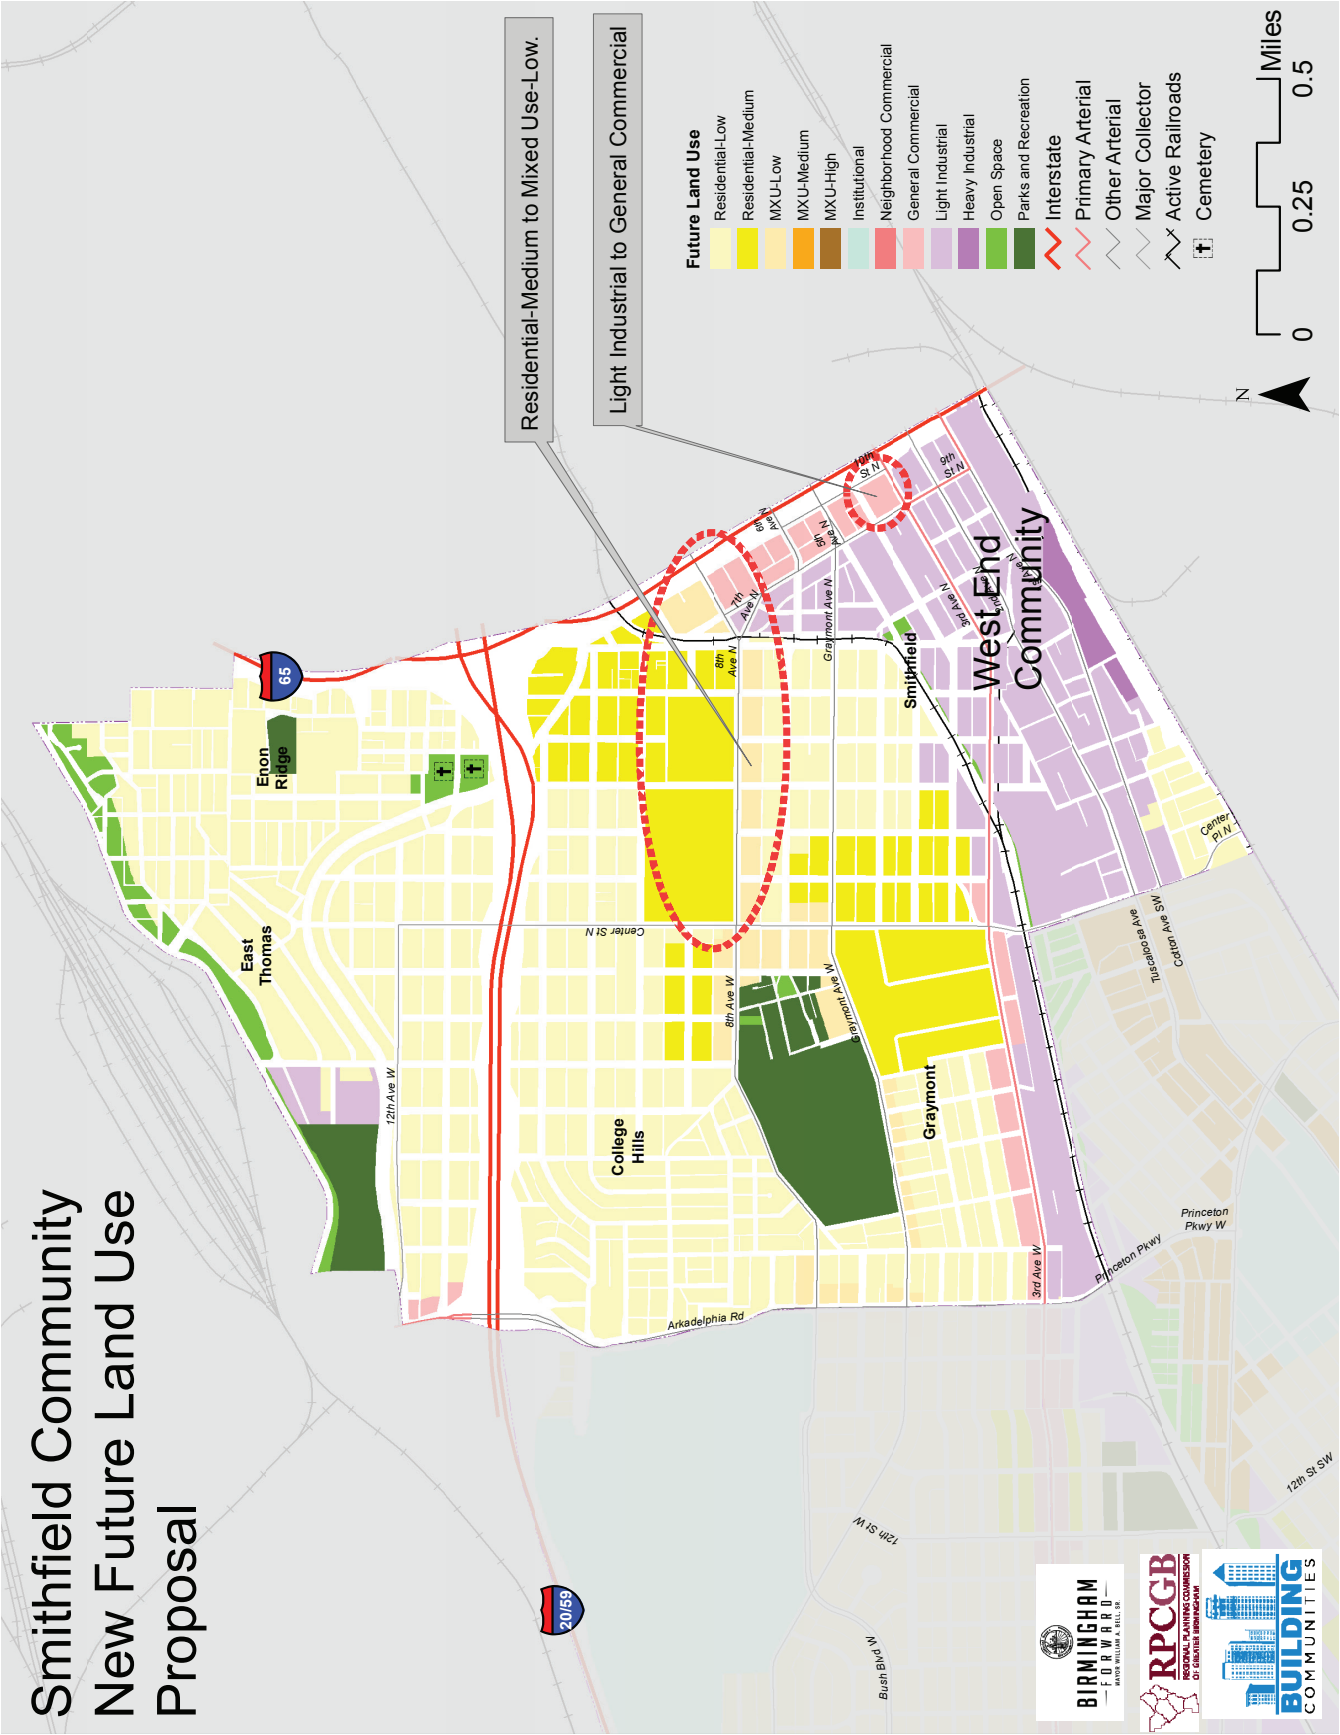 Smithfield Community
New Future Land Use
Proposal
Residential-Medium to Mixed Use-Low.
Light Industrial to General Commercial
Future Land Use
Residential-Low
Residential-Medium
MXU-Low
MXU-Medium
MXU-High
Institutional
Neighborhood Commercial
General Commercial
Light Industrial
Heavy Industrial
Open Space
Parks and Recreation
Interstate
Primary Arterial
Other Arterial
Major Collector
Active Railroads
Cemetery
0
0.25
0.5
Miles
N
65
20/59
Enon
Ridge
East
Thomas
College
Hills
Graymont
Smithfield
West End
Community
12th Ave W
Center St N
8th Ave W
8th
Ave N
7th
Ave N
6th
Ave N
5th
Ave N
10th
St N
9th
St N
Graymont Ave N
Graymont Ave W
3rd Ave N
3rd Ave W
Arkadelphia Rd
Princeton Pkwy
Princeton
Pkwy W
Tuscaloosa Ave
Cotton Ave SW
Center
Pl N
12th St W
12th St SW
Bush Blvd W
BIRMINGHAM
FORWARD
MAYOR WILLIAM A. BELL, SR.
RPCGB
REGIONAL PLANNING COMMISSION
OF GREATER BIRMINGHAM
BUILDING
COMMUNITIES